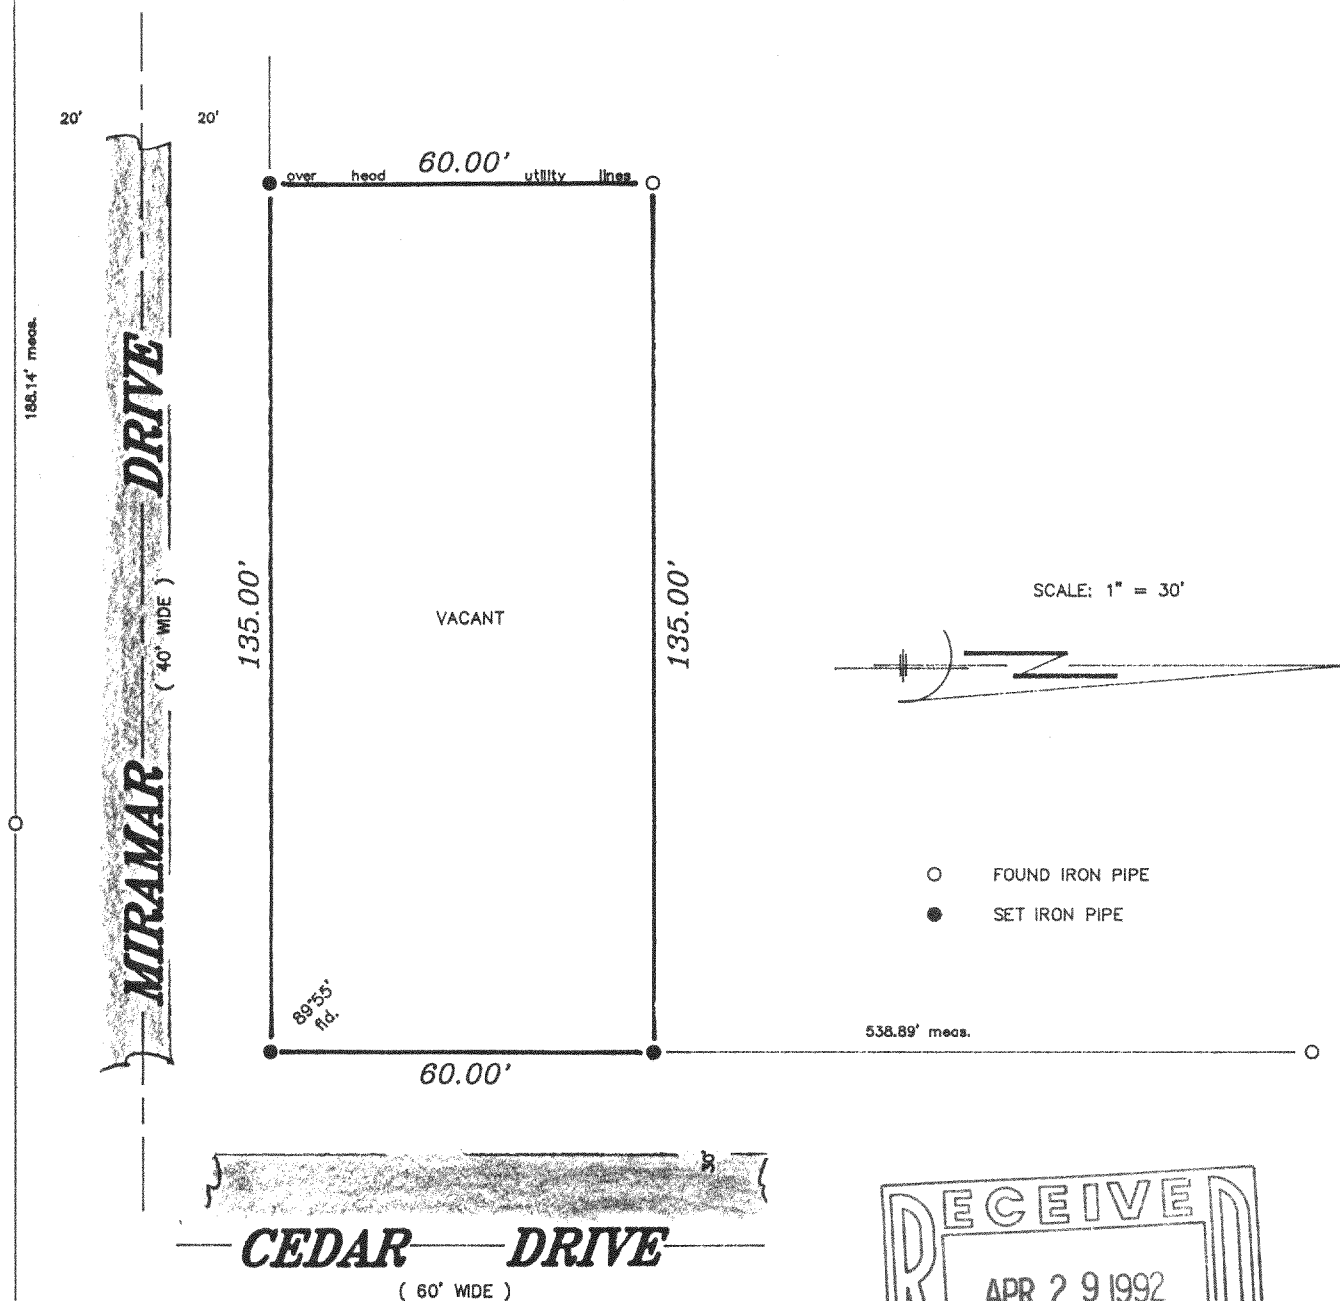 20'
20'
60.00'
over head utility lines
188.14' meas.
MIRAMAR DRIVE
( 40' WIDE )
135.00'
VACANT
135.00'
SCALE: 1" = 30'
FOUND IRON PIPE
SET IRON PIPE
89°55'
fld.
538.89' meas.
60.00'
30'
CEDAR DRIVE
( 60' WIDE )
RECEIVED
APR 29 1992